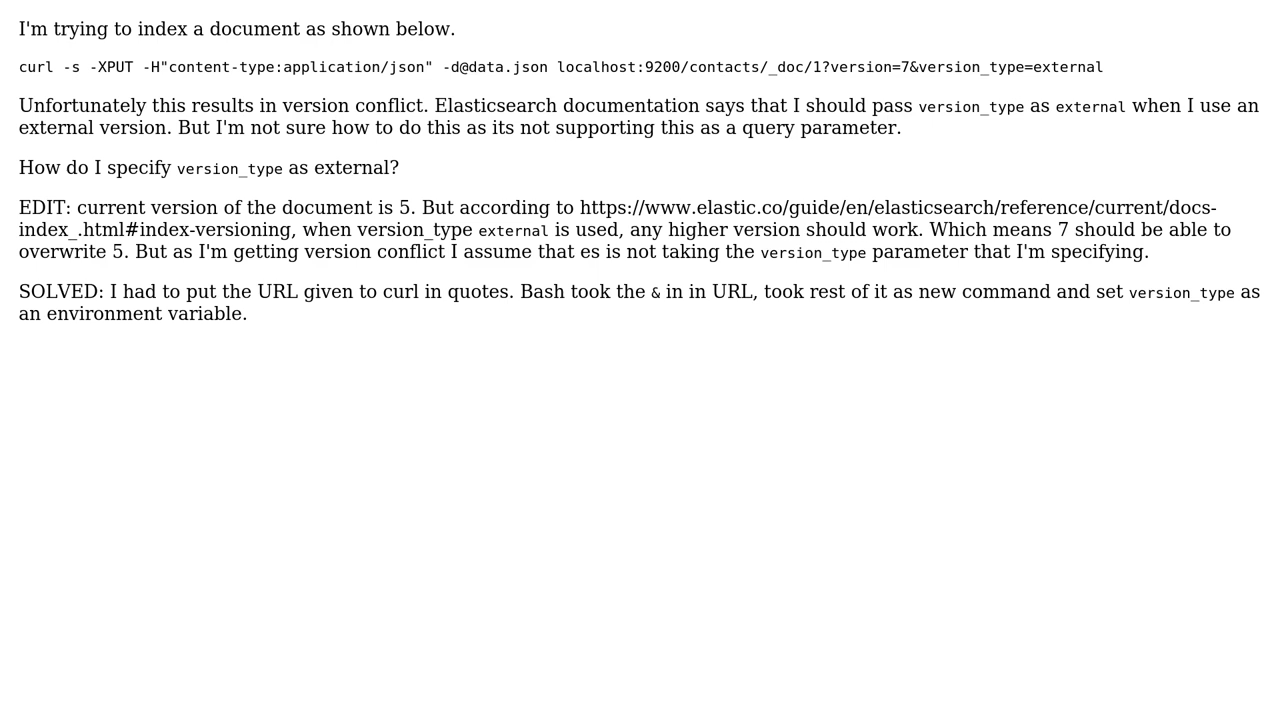 I'm trying to index a document as shown below.
curl -s -XPUT -H"content-type:application/json" -d@data.json localhost:9200/contacts/_doc/1?version=7&version_type=external
Unfortunately this results in version conflict. Elasticsearch documentation says that I should pass version_type as external when I use an
external version. But I'm not sure how to do this as its not supporting this as a query parameter.
How do I specify version_type as external?
EDIT: current version of the document is 5. But according to https://www.elastic.co/guide/en/elasticsearch/reference/current/docs-
index_.html#index-versioning, when version_type external is used, any higher version should work. Which means 7 should be able to
overwrite 5. But as I'm getting version conflict I assume that es is not taking the version_type parameter that I'm specifying.
SOLVED: I had to put the URL given to curl in quotes. Bash took the & in in URL, took rest of it as new command and set version_type as
an environment variable.